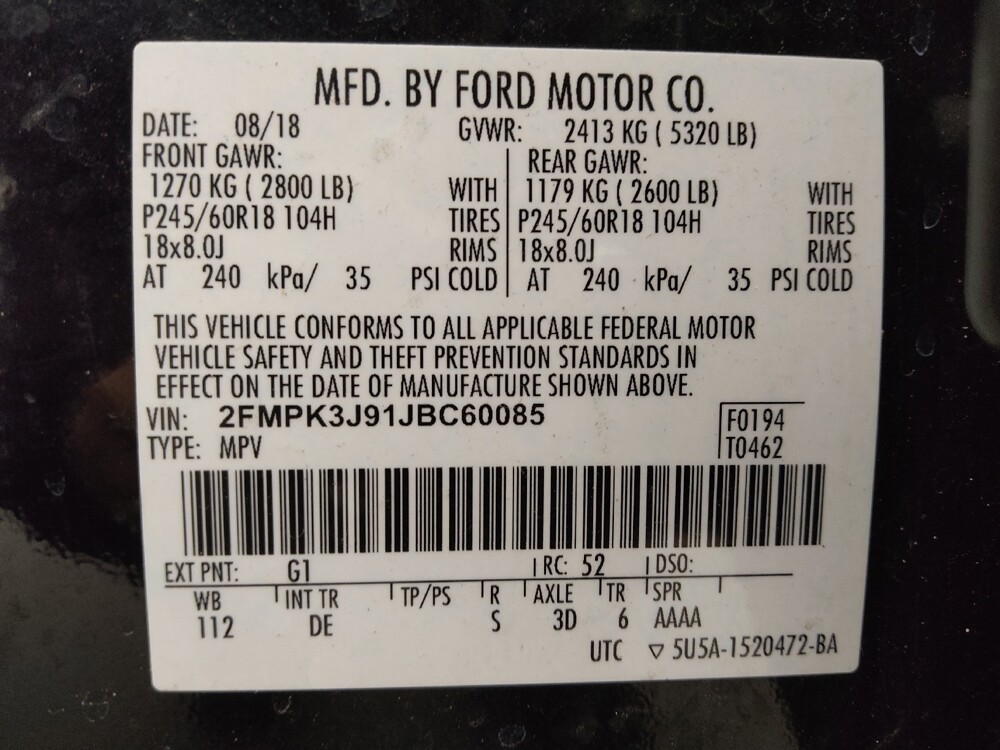 MFD. BY FORD MOTOR CO.
DATE: 08/18 GVWR: 2413 KG ( 5320 LB)
FRONT GAWR: REAR GAWR:
1270 KG ( 2800 LB) WITH 1179 KG ( 2600 LB) WITH
P245/60R18 104H TIRES P245/60R18 104H TIRES
18x8.0J RIMS 18x8.0J RIMS
AT 240 kPa/ 35 PSI COLD AT 240 kPa/ 35 PSI COLD
THIS VEHICLE CONFORMS TO ALL APPLICABLE FEDERAL MOTOR
VEHICLE SAFETY AND THEFT PREVENTION STANDARDS IN
EFFECT ON THE DATE OF MANUFACTURE SHOWN ABOVE.
VIN: 2FMPK3J91JBC60085 F0194
TYPE: MPV T0462
EXT PNT: G1 RC: 52 DSO:
WB INT TR TP/PS R AXLE TR SPR
112 DE S 3D 6 AAAA
UTC ▽ 5U5A-1520472-BA